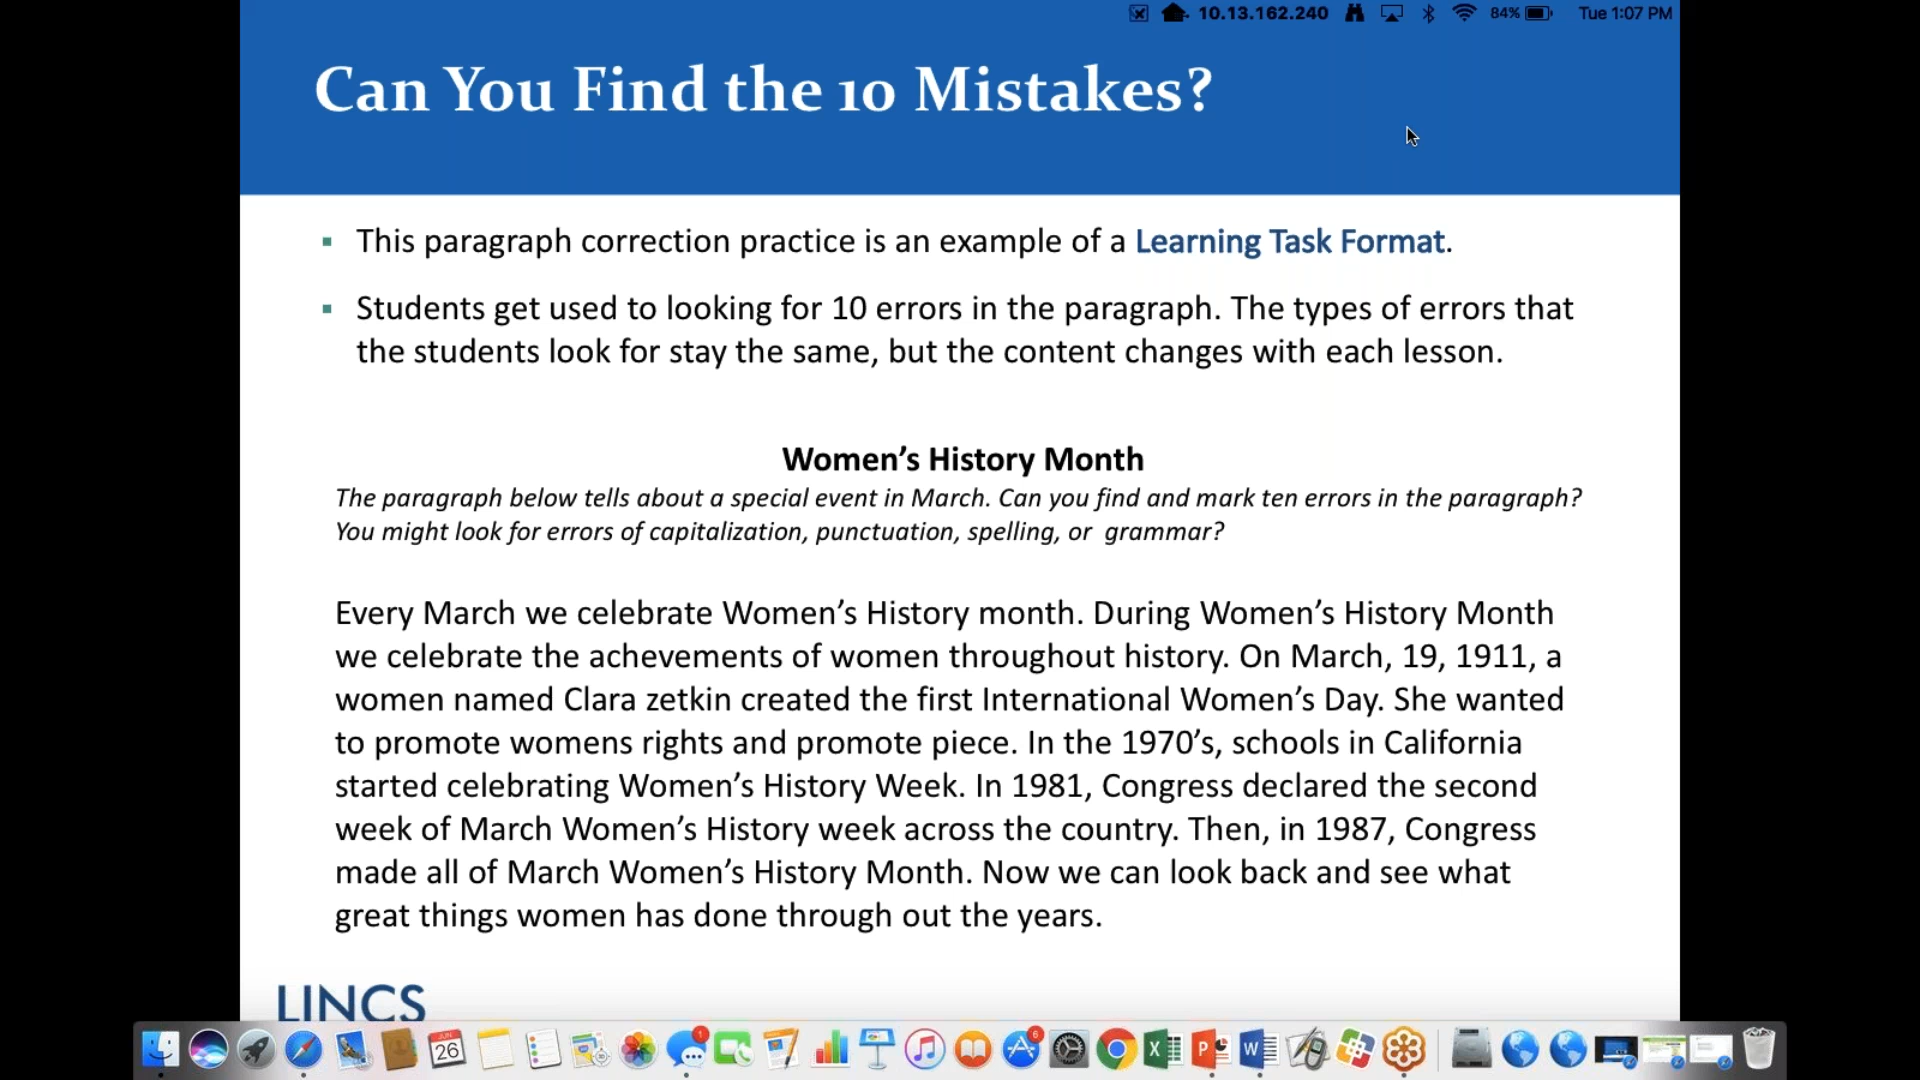 10.13.162.240 84% Tue 1:07 PM
Can You Find the 10 Mistakes?
This paragraph correction practice is an example of a Learning Task Format.
Students get used to looking for 10 errors in the paragraph. The types of errors that
the students look for stay the same, but the content changes with each lesson.
Women’s History Month
The paragraph below tells about a special event in March. Can you find and mark ten errors in the paragraph?
You might look for errors of capitalization, punctuation, spelling, or grammar?
Every March we celebrate Women’s History month. During Women’s History Month
we celebrate the achevements of women throughout history. On March, 19, 1911, a
women named Clara zetkin created the first International Women’s Day. She wanted
to promote womens rights and promote piece. In the 1970’s, schools in California
started celebrating Women’s History Week. In 1981, Congress declared the second
week of March Women’s History week across the country. Then, in 1987, Congress
made all of March Women’s History Month. Now we can look back and see what
great things women has done through out the years.
LINCS
JUN
26
1
6
X
P
W